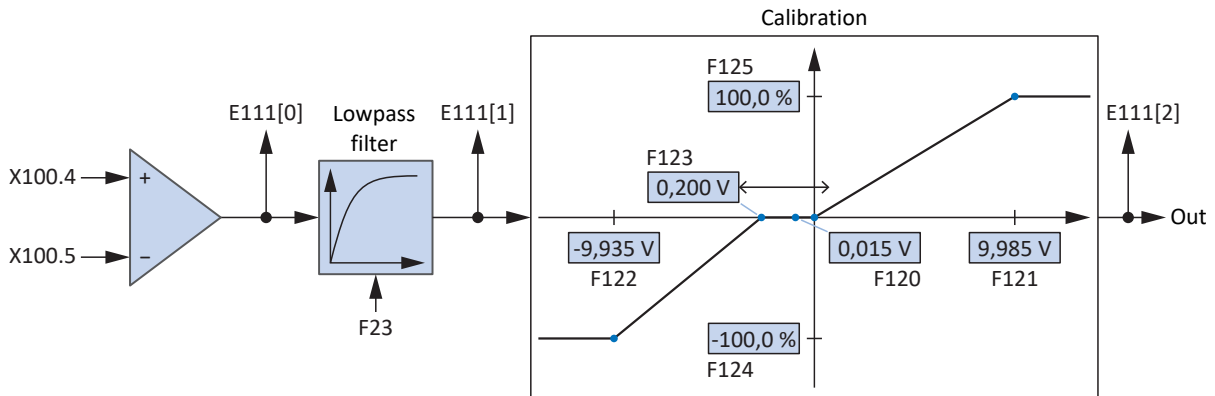 Calibration
F125
100,0 %
E111[0]
Lowpass
filter
E111[1]
E111[2]
F123
0,200 V
X100.4
+
Out
-9,935 V
0,015 V
9,985 V
X100.5
−
F122
F120
F121
F23
-100,0 %
F124